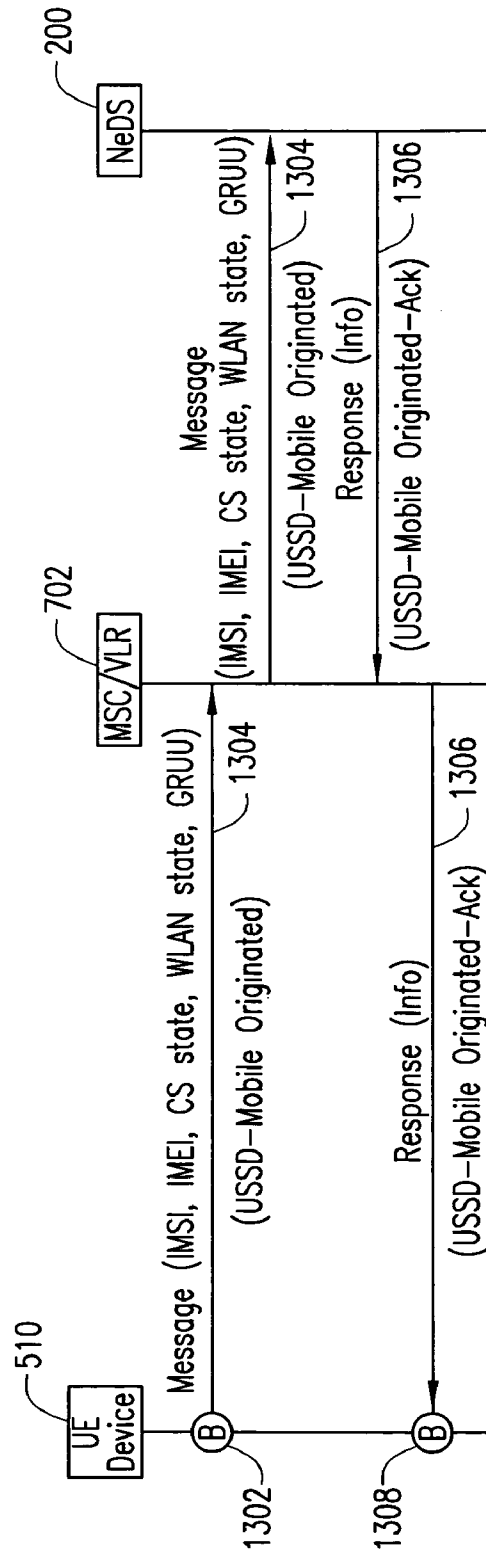 510
UE
Device
702
MSC/VLR
200
NeDS
B
1302
Message (IMSI, IMEI, CS state, WLAN state, GRUU)
1304
(USSD-Mobile Originated)
Message
(IMSI, IMEI, CS state, WLAN state, GRUU)
1304
(USSD-Mobile Originated)
Response (Info)
1306
(USSD-Mobile Originated-Ack)
Response (Info)
1306
(USSD-Mobile Originated-Ack)
B
1308